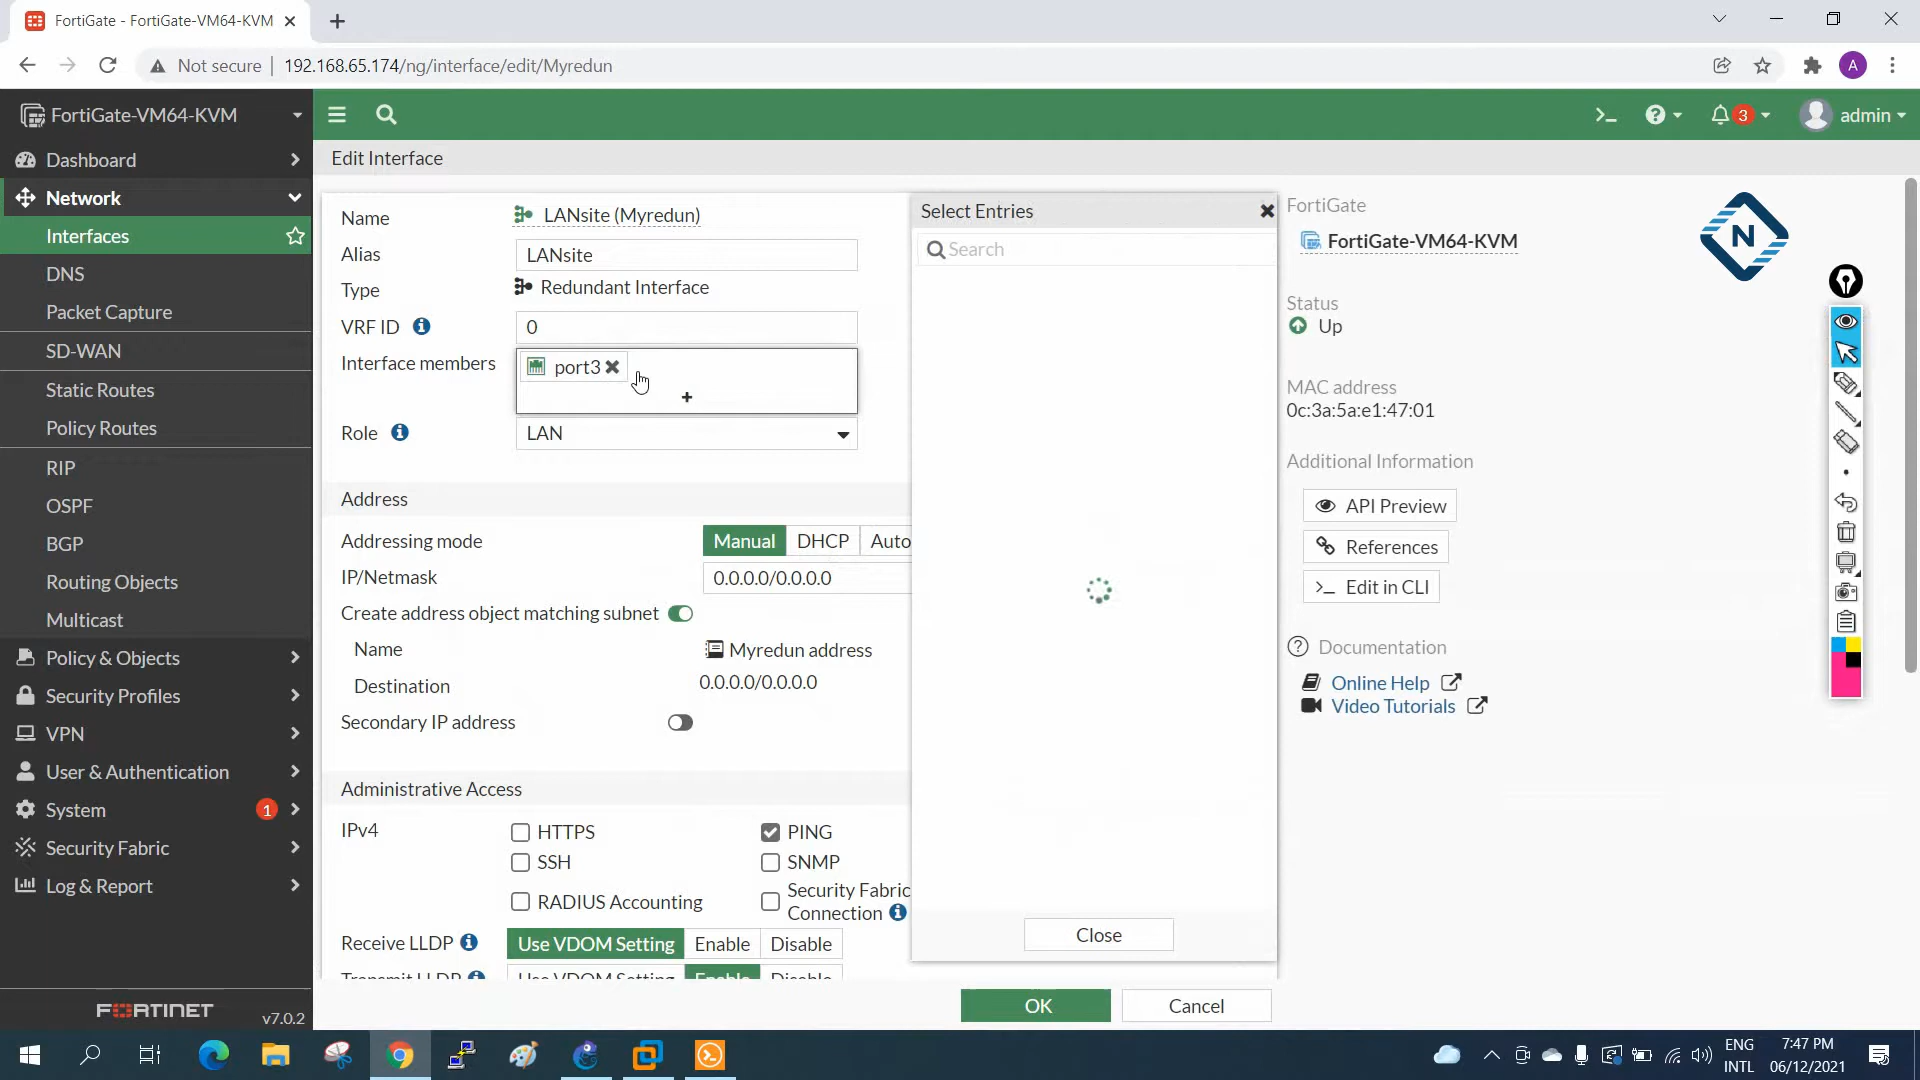 FortiGate - FortiGate-VM64-KVM
Not secure
192.168.65.174/ng/interface/edit/Myredun
A
FortiGate-VM64-KVM
3
admin
Dashboard
Network
Interfaces
DNS
Packet Capture
SD-WAN
Static Routes
Policy Routes
RIP
OSPF
BGP
Routing Objects
Multicast
Policy & Objects
Security Profiles
VPN
User & Authentication
System 1
Security Fabric
Log & Report
FORTINET v7.0.2
Edit Interface
Name LANsite (Myredun)
Alias LANsite
Type Redundant Interface
VRF ID 0
Interface members port3
Role LAN
Address
Addressing mode Manual DHCP Auto
IP/Netmask 0.0.0.0/0.0.0.0
Create address object matching subnet
Name Myredun address
Destination 0.0.0.0/0.0.0.0
Secondary IP address
Administrative Access
IPv4 HTTPS PING
SSH SNMP
RADIUS Accounting Security Fabric
Connection
Receive LLDP Use VDOM Setting Enable Disable
Transmit LLDP Use VDOM Setting Enable Disable
Select Entries
Search
Close
OK Cancel
FortiGate
FortiGate-VM64-KVM
N
Status
Up
MAC address
0c:3a:5a:e1:47:01
Additional Information
API Preview
References
Edit in CLI
Documentation
Online Help
Video Tutorials
ENG
INTL
7:47 PM
06/12/2021